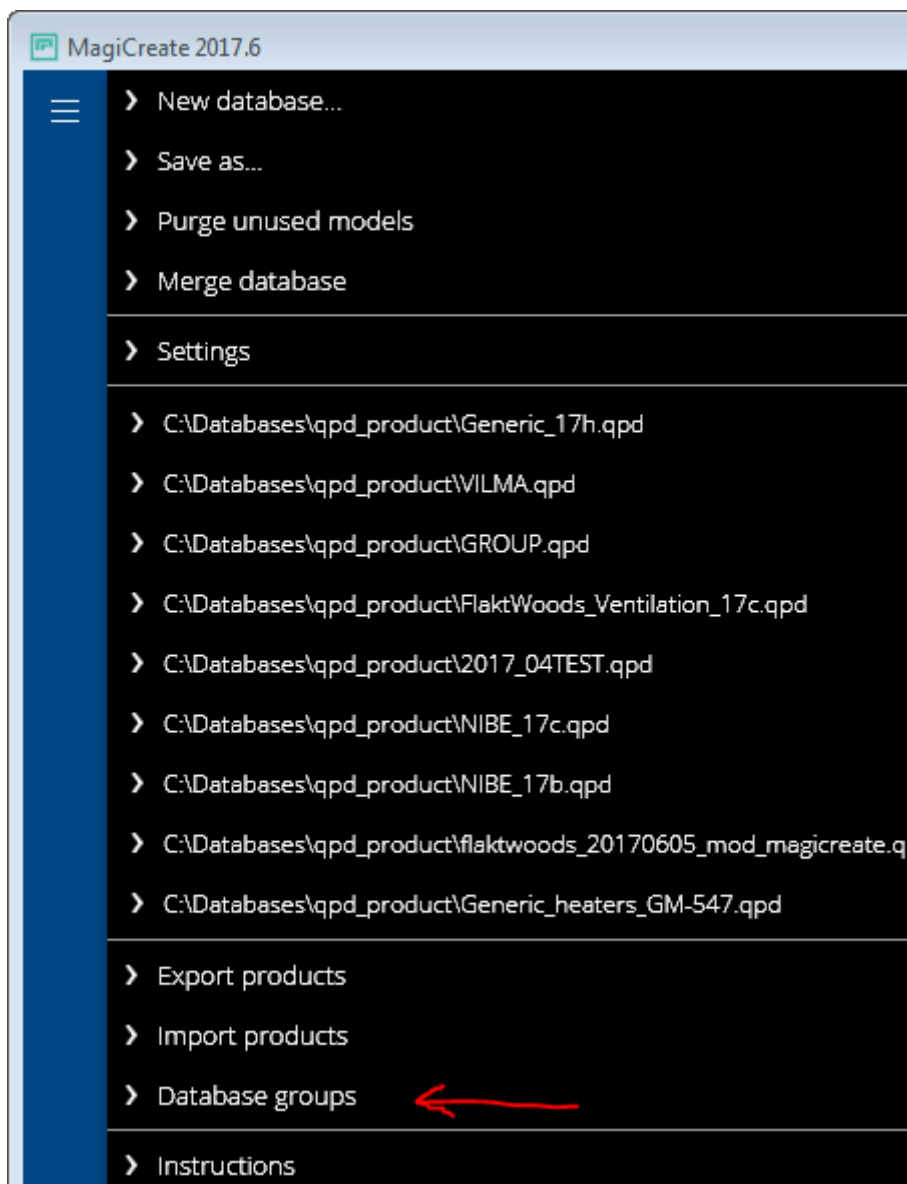 MagiCreate 2017.6
New database...
Save as...
Purge unused models
Merge database
Settings
C:\Databases\qpd_product\Generic_17h.qpd
C:\Databases\qpd_product\VILMA.qpd
C:\Databases\qpd_product\GROUP.qpd
C:\Databases\qpd_product\FlaktWoods_Ventilation_17c.qpd
C:\Databases\qpd_product\2017_04TEST.qpd
C:\Databases\qpd_product\NIBE_17c.qpd
C:\Databases\qpd_product\NIBE_17b.qpd
C:\Databases\qpd_product\flaktwoods_20170605_mod_magicreate.q
C:\Databases\qpd_product\Generic_heaters_GM-547.qpd
Export products
Import products
Database groups
Instructions